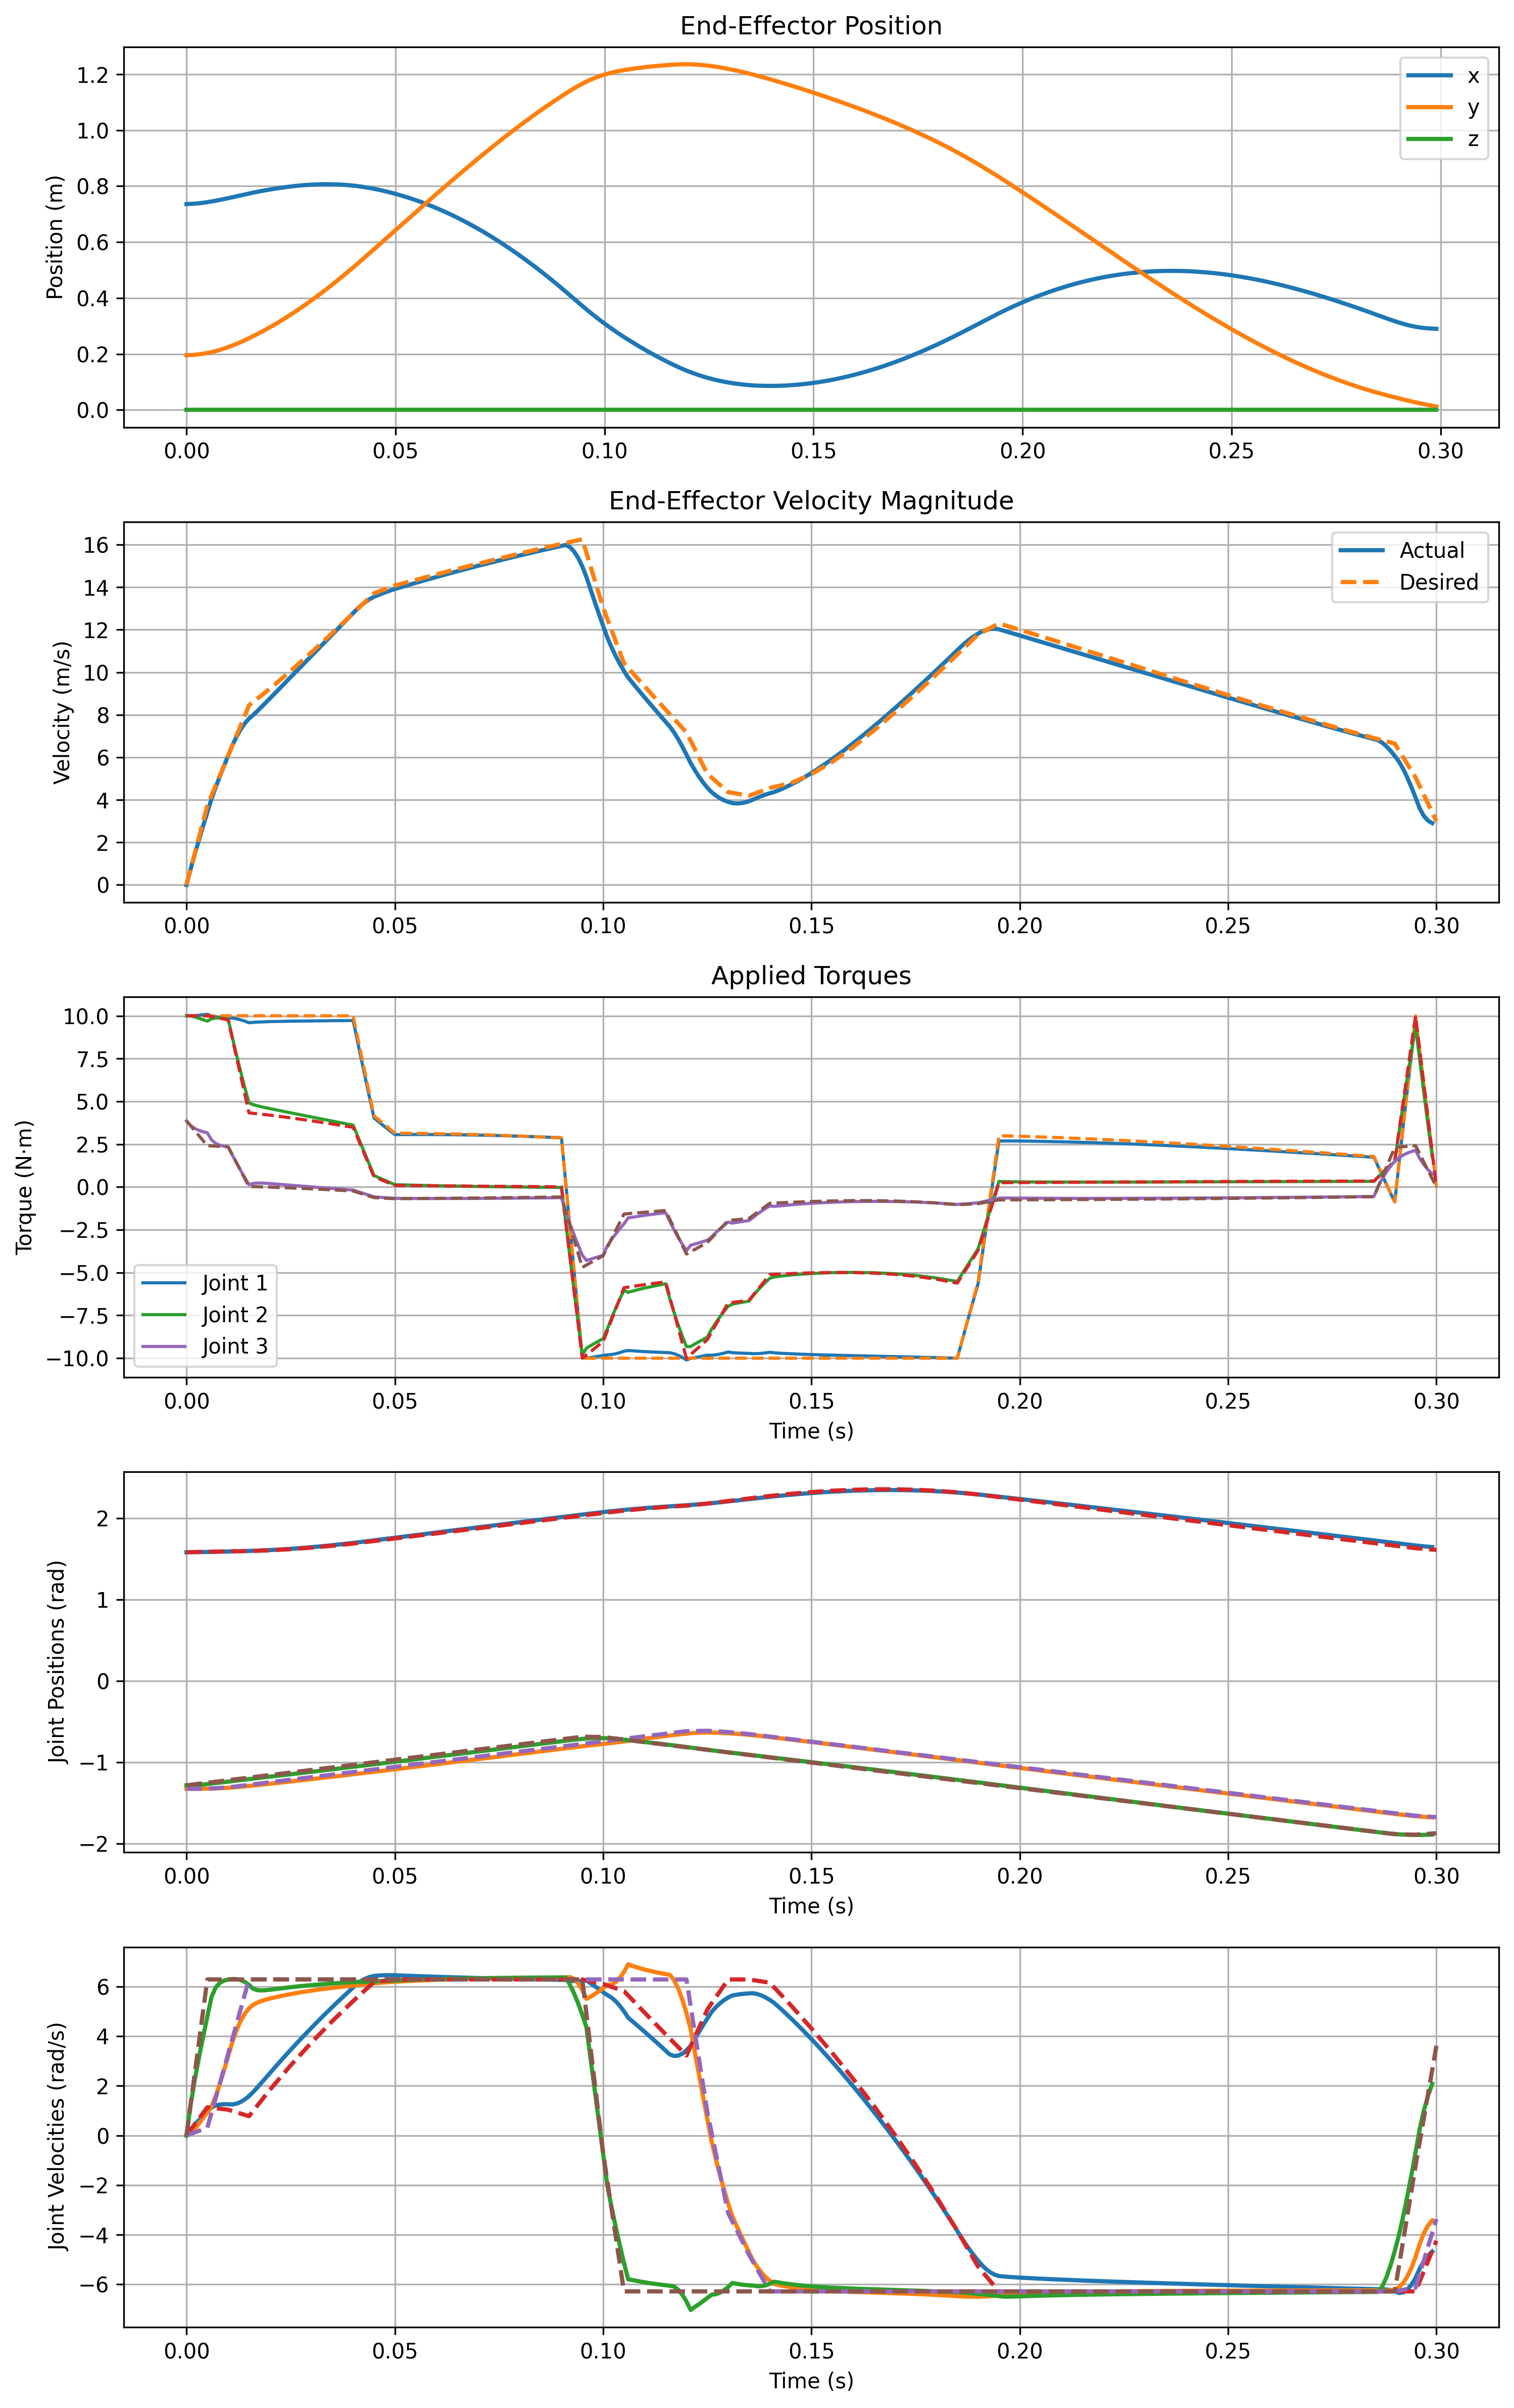 End-Effector Position
Position (m)
1.2
1.0
0.8
0.6
0.4
0.2
0.0
x
y
z
0.00 0.05 0.10 0.15 0.20 0.25 0.30
End-Effector Velocity Magnitude
Velocity (m/s)
16
14
12
10
8
6
4
2
0
Actual
Desired
0.00 0.05 0.10 0.15 0.20 0.25 0.30
Applied Torques
Torque (N·m)
10.0
7.5
5.0
2.5
0.0
−2.5
−5.0
−7.5
−10.0
Joint 1
Joint 2
Joint 3
0.00 0.05 0.10 0.15 0.20 0.25 0.30
Time (s)
Joint Positions (rad)
2
1
0
−1
−2
0.00 0.05 0.10 0.15 0.20 0.25 0.30
Time (s)
Joint Velocities (rad/s)
6
4
2
0
−2
−4
−6
0.00 0.05 0.10 0.15 0.20 0.25 0.30
Time (s)